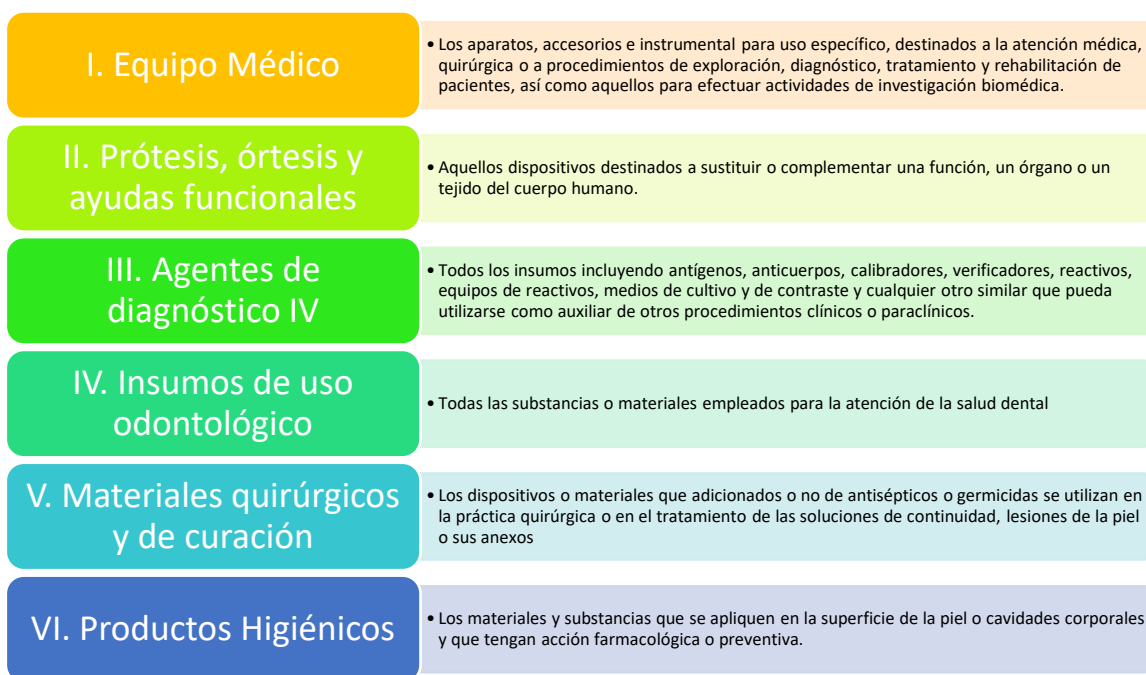 I. Equipo Médico
• Los aparatos, accesorios e instrumental para uso específico, destinados a la atención médica,
quirúrgica o a procedimientos de exploración, diagnóstico, tratamiento y rehabilitación de
pacientes, así como aquellos para efectuar actividades de investigación biomédica.
II. Prótesis, órtesis y
ayudas funcionales
• Aquellos dispositivos destinados a sustituir o complementar una función, un órgano o un
tejido del cuerpo humano.
III. Agentes de
diagnóstico IV
• Todos los insumos incluyendo antígenos, anticuerpos, calibradores, verificadores, reactivos,
equipos de reactivos, medios de cultivo y de contraste y cualquier otro similar que pueda
utilizarse como auxiliar de otros procedimientos clínicos o paraclínicos.
IV. Insumos de uso
odontológico
• Todas las substancias o materiales empleados para la atención de la salud dental
V. Materiales quirúrgicos
y de curación
• Los dispositivos o materiales que adicionados o no de antisépticos o germicidas se utilizan en
la práctica quirúrgica o en el tratamiento de las soluciones de continuidad, lesiones de la piel
o sus anexos
VI. Productos Higiénicos
• Los materiales y substancias que se apliquen en la superficie de la piel o cavidades corporales
y que tengan acción farmacológica o preventiva.